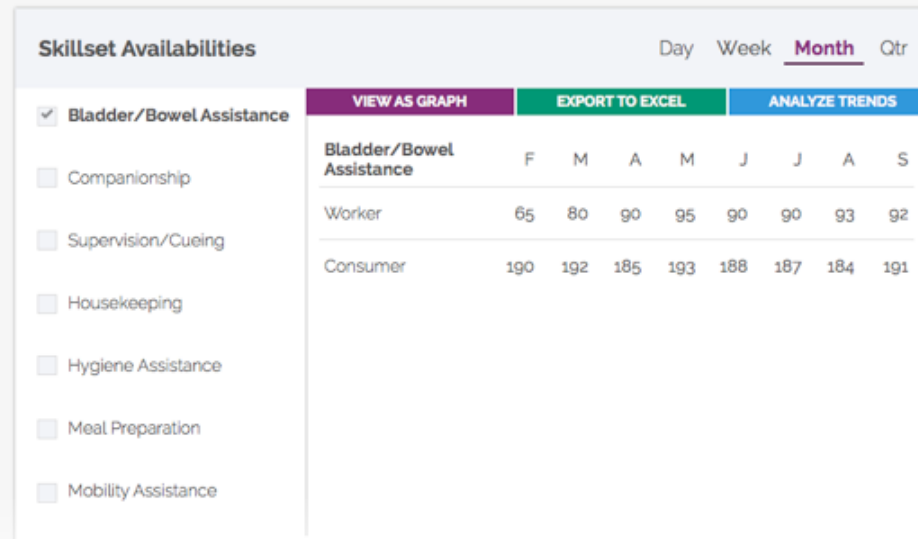 Skillset Availabilities
Day Week Month Qtr
Bladder/Bowel Assistance
Companionship
Supervision/Cueing
Housekeeping
Hygiene Assistance
Meal Preparation
Mobility Assistance
VIEW AS GRAPH EXPORT TO EXCEL ANALYZE TRENDS
Bladder/Bowel
Assistance F M A M J J A S
Worker 65 80 90 95 90 90 93 92
Consumer 190 192 185 193 188 187 184 191